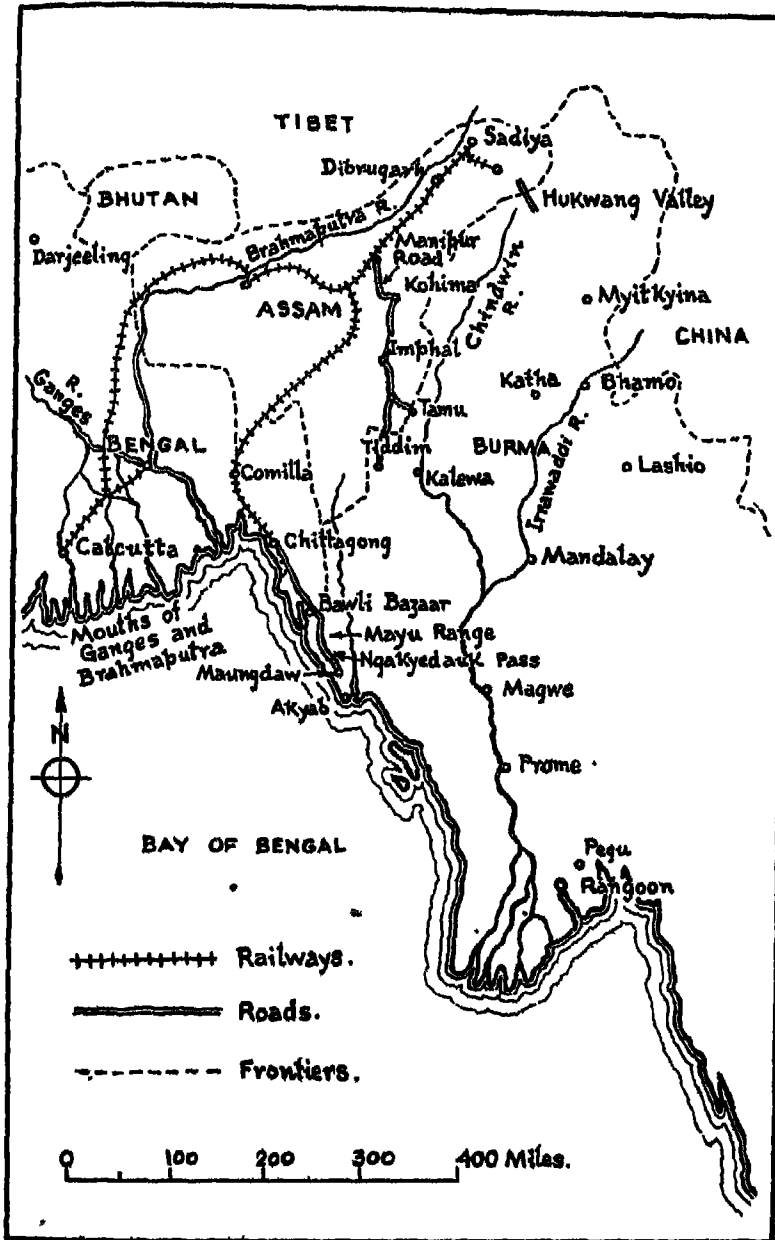 TIBET
Sadiya
Dibrugarh
BHUTAN
Hukwang Valley
Brahmaputra R.
Darjeeling
Manipur
Road
Kohima
Chindwin
R.
ASSAM
Myitkyina
CHINA
Imphal
R.
Ganges
Katha
Bhamo
Tamu
BENGAL
Tiddim
BURMA
Irrawaddi R.
Lashio
Comilla
Kalewa
Calcutta
Chittagong
Mandalay
Bawli Bazaar
Mouths of
Ganges and
Brahmaputra
Mayu Range
Ngakyedauk Pass
Maungdaw
Akyab
Magwe
N
Prome
BAY OF BENGAL
Pegu
Rangoon
Railways.
Roads.
Frontiers.
0 100 200 300 400 Miles.